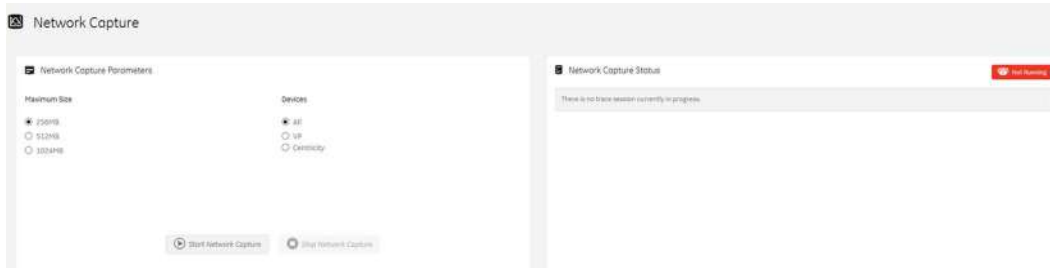 Network Capture
Network Capture Parameters
Maximum Size
256MB
512MB
1024MB
Devices
All
VP
Centricity
Start Network Capture
Stop Network Capture
Network Capture Status
Not Running
There is no trace session currently in progress.